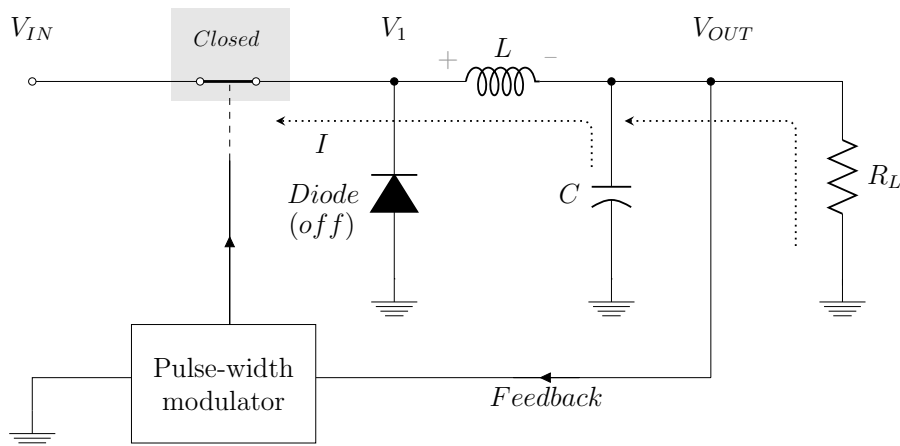 V_IN
Closed
V_1
V_OUT
+
L
−
I
Diode
(off)
C
R_L
Pulse-width
modulator
Feedback